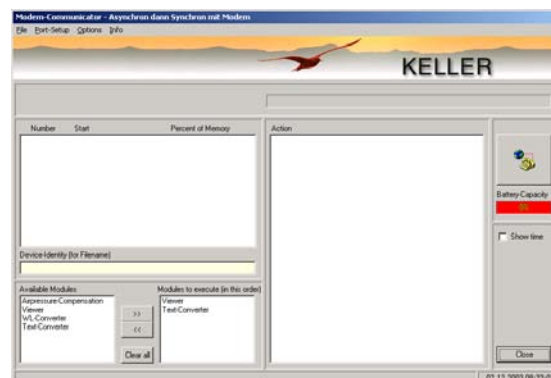 Modem-Communicator - Asynchron dann Synchron mit Modem
File Port-Setup Options Info
KELLER
Number Start Percent of Memory
Action
Battery-Capacity
Show time
Device-Identity (for Filename)
Available Modules
Airpressure-Compensation
Viewer
WL-Converter
Text-Converter
>>
<<
Clear all
Modules to execute (in this order)
Viewer
Text-Converter
Close